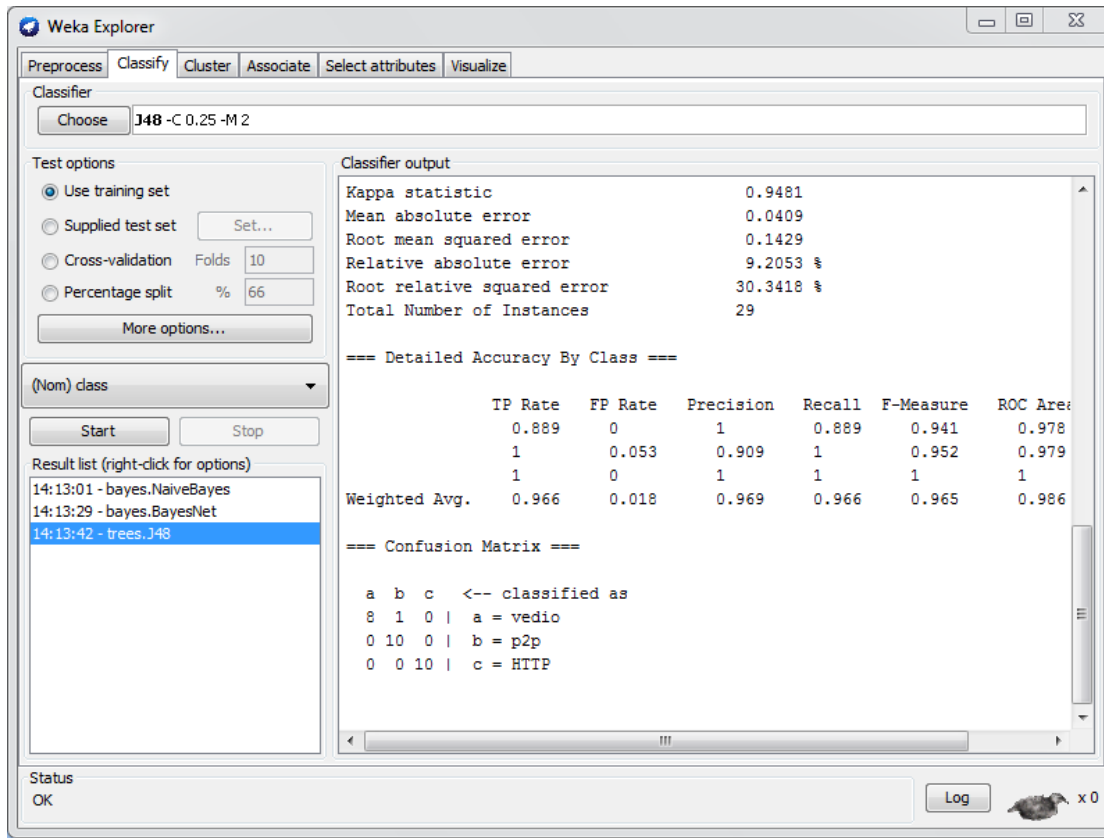 Weka Explorer
Preprocess Classify Cluster Associate Select attributes Visualize
Classifier
Choose J48 -C 0.25 -M 2
Test options
Use training set
Supplied test set Set...
Cross-validation Folds 10
Percentage split % 66
More options...
(Nom) class
Start Stop
Result list (right-click for options)
14:13:01 - bayes.NaiveBayes
14:13:29 - bayes.BayesNet
14:13:42 - trees.J48
Classifier output
Kappa statistic 0.9481
Mean absolute error 0.0409
Root mean squared error 0.1429
Relative absolute error 9.2053 %
Root relative squared error 30.3418 %
Total Number of Instances 29
=== Detailed Accuracy By Class ===
TP Rate FP Rate Precision Recall F-Measure ROC Area
0.889 0 1 0.889 0.941 0.978
1 0.053 0.909 1 0.952 0.979
1 0 1 1 1 1
Weighted Avg. 0.966 0.018 0.969 0.966 0.965 0.986
=== Confusion Matrix ===
a b c <-- classified as
8 1 0 | a = vedio
0 10 0 | b = p2p
0 0 10 | c = HTTP
Status
OK
Log x 0